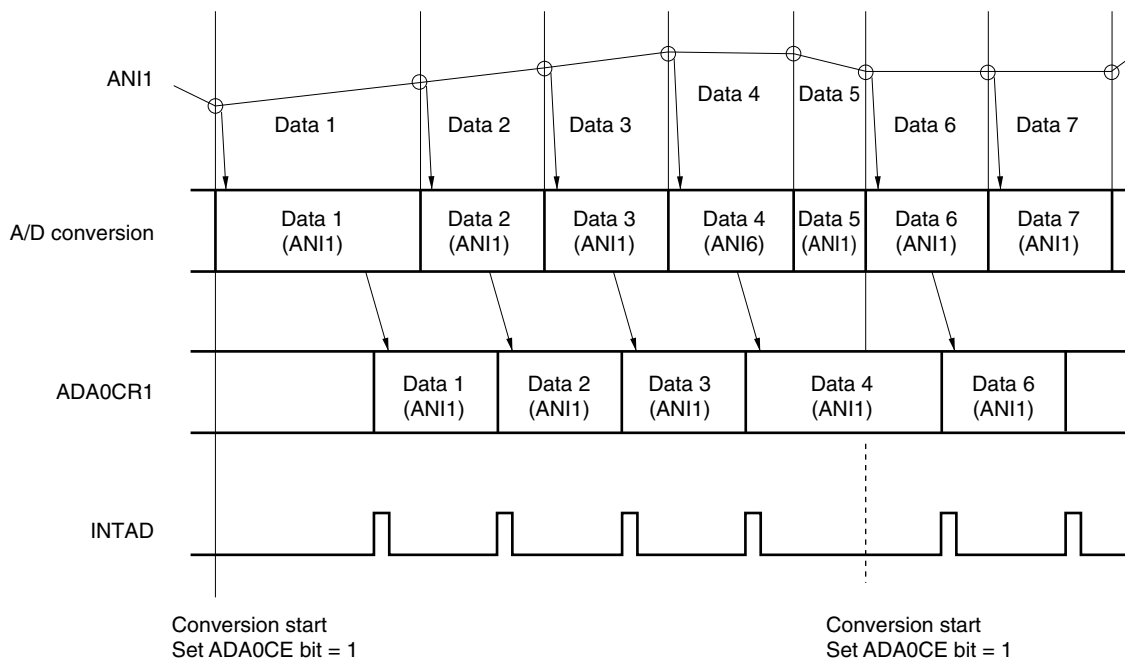 ANI1
Data 1
Data 2
Data 3
Data 4
Data 5
Data 6
Data 7
A/D conversion
Data 1
(ANI1)
Data 2
(ANI1)
Data 3
(ANI1)
Data 4
(ANI6)
Data 5
(ANI1)
Data 6
(ANI1)
Data 7
(ANI1)
ADA0CR1
Data 1
(ANI1)
Data 2
(ANI1)
Data 3
(ANI1)
Data 4
(ANI1)
Data 6
(ANI1)
INTAD
Conversion start
Set ADA0CE bit = 1
Conversion start
Set ADA0CE bit = 1